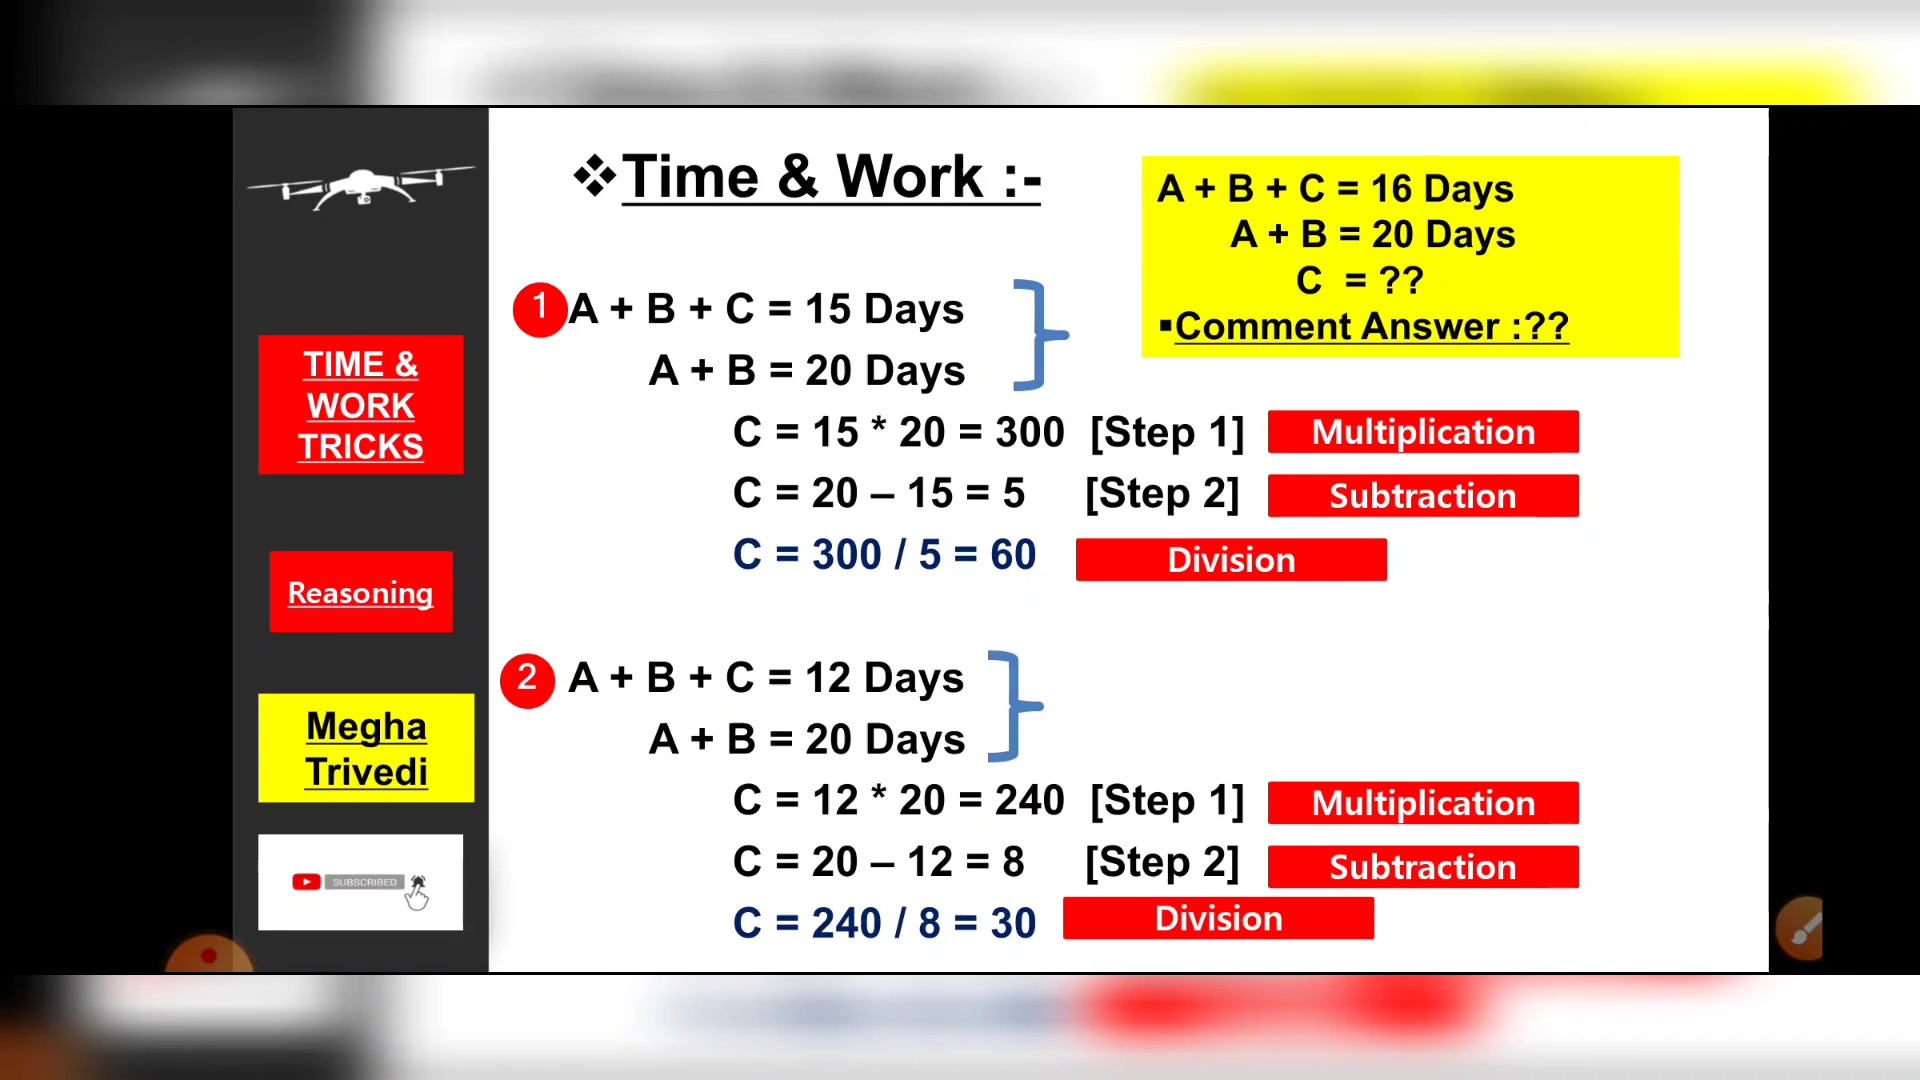 ❖Time & Work :-
A + B + C = 16 Days
A + B = 20 Days
C = ??
▪Comment Answer :??
1 A + B + C = 15 Days
A + B = 20 Days
C = 15 * 20 = 300 [Step 1] Multiplication
C = 20 – 15 = 5 [Step 2] Subtraction
C = 300 / 5 = 60 Division
2 A + B + C = 12 Days
A + B = 20 Days
C = 12 * 20 = 240 [Step 1] Multiplication
C = 20 – 12 = 8 [Step 2] Subtraction
C = 240 / 8 = 30 Division
TIME &
WORK
TRICKS
Reasoning
Megha
Trivedi
SUBSCRIBED